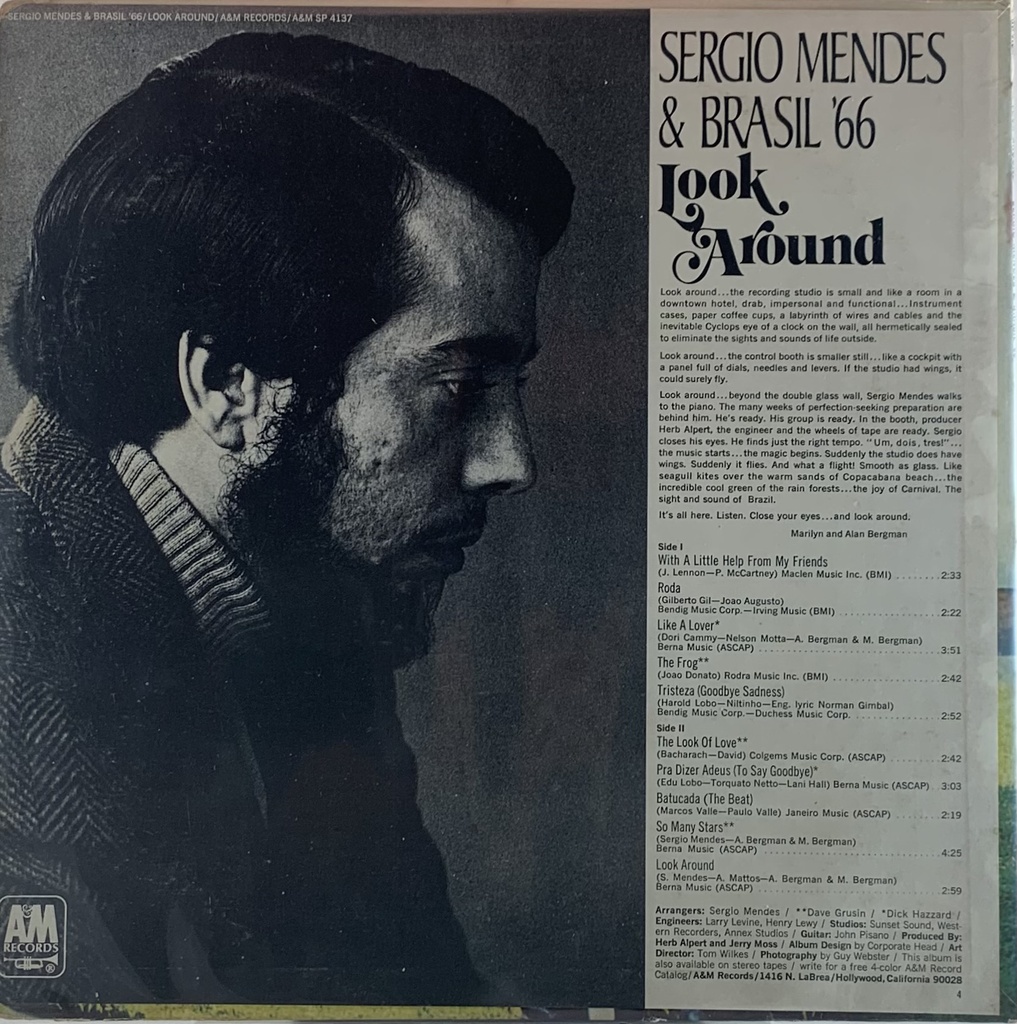 SERGIO MENDES & BRASIL '66/LOOK AROUND/A&M RECORDS/A&M SP 4137
SERGIO MENDES
& BRASIL '66
Look
Around
Look around...the recording studio is small and like a room in a
downtown hotel, drab, impersonal and functional...Instrument
cases, paper coffee cups, a labyrinth of wires and cables and the
inevitable Cyclops eye of a clock on the wall, all hermetically sealed
to eliminate the sights and sounds of life outside.
Look around...the control booth is smaller still...like a cockpit with
a panel full of dials, needles and levers. If the studio had wings, it
could surely fly.
Look around...beyond the double glass wall, Sergio Mendes walks
to the piano. The many weeks of perfection-seeking preparation are
behind him. He's ready. His group is ready. In the booth, producer
Herb Alpert, the engineer and the wheels of tape are ready. Sergio
closes his eyes. He finds just the right tempo. "Um, dois, tres!"...
the music starts...the magic begins. Suddenly the studio does have
wings. Suddenly it flies. And what a flight! Smooth as glass. Like
seagull kites over the warm sands of Copacabana beach...the
incredible cool green of the rain forests...the joy of Carnival. The
sight and sound of Brazil.
It's all here. Listen. Close your eyes...and look around.
Marilyn and Alan Bergman
Side I
With A Little Help From My Friends
(J. Lennon—P. McCartney) Maclen Music Inc. (BMI) ........2:33
Roda
(Gilberto Gil—Joao Augusto)
Bendig Music Corp.—Irving Music (BMI) ..................2:22
Like A Lover*
(Dori Cammy—Nelson Motta—A. Bergman & M. Bergman)
Berna Music (ASCAP) ..............................3:51
The Frog**
(Joao Donato) Rodra Music Inc. (BMI) ..................2:42
Tristeza (Goodbye Sadness)
(Harold Lobo—Niltinho—Eng. lyric Norman Gimbal)
Bendig Music Corp.—Duchess Music Corp. ................2:52
Side II
The Look Of Love**
(Bacharach—David) Colgems Music Corp. (ASCAP) ..........2:42
Pra Dizer Adeus (To Say Goodbye)*
(Edu Lobo—Torquato Netto—Lani Hall) Berna Music (ASCAP). 3:03
Batucada (The Beat)
(Marcos Valle—Paulo Valle) Janeiro Music (ASCAP) .........2:19
So Many Stars**
(Sergio Mendes—A. Bergman & M. Bergman)
Berna Music (ASCAP) ..............................4:25
Look Around
(S. Mendes—A. Mattos—A. Bergman & M. Bergman)
Berna Music (ASCAP) ..............................2:59
Arrangers: Sergio Mendes / **Dave Grusin / *Dick Hazzard /
Engineers: Larry Levine, Henry Lewy / Studios: Sunset Sound, West-
ern Recorders, Annex Studios / Guitar: John Pisano / Produced By:
Herb Alpert and Jerry Moss / Album Design by Corporate Head / Art
Director: Tom Wilkes / Photography by Guy Webster / This album is
also available on stereo tapes / write for a free 4-color A&M Record
Catalog/A&M Records/1416 N. LaBrea/Hollywood, California 90028
4
A&M
RECORDS
®